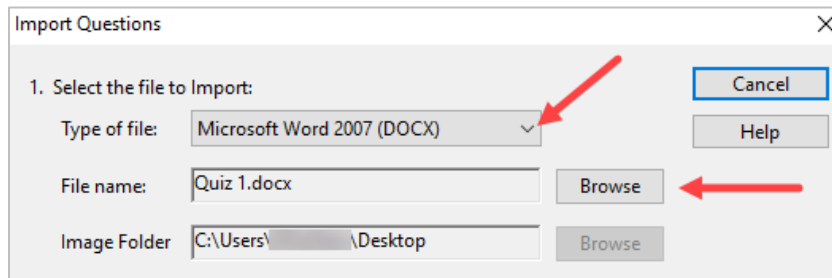 Import Questions
1. Select the file to Import:
Cancel
Type of file: Microsoft Word 2007 (DOCX)
Help
File name: Quiz 1.docx Browse
Image Folder C:\Users\ \Desktop Browse